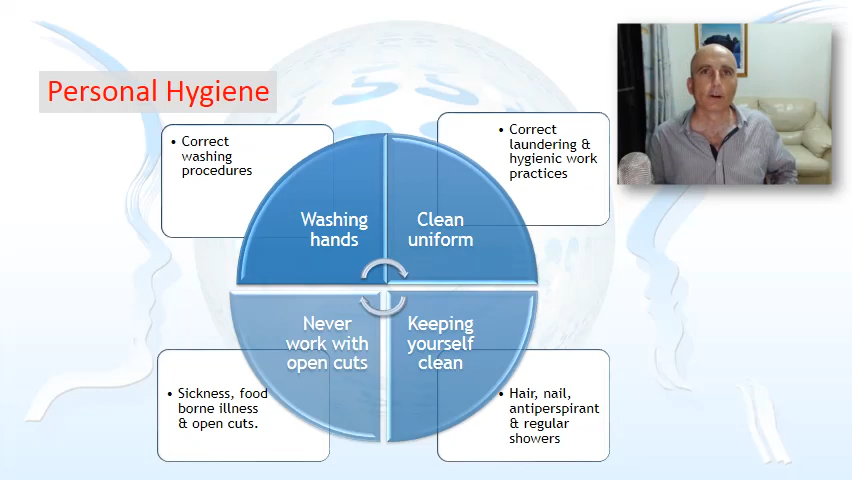 Personal Hygiene
• Correct
washing
procedures
• Correct
laundering &
hygienic work
practices
Washing
hands
Clean
uniform
Never
work with
open cuts
Keeping
yourself
clean
• Sickness, food
borne illness
& open cuts.
• Hair, nail,
antiperspirant
& regular
showers